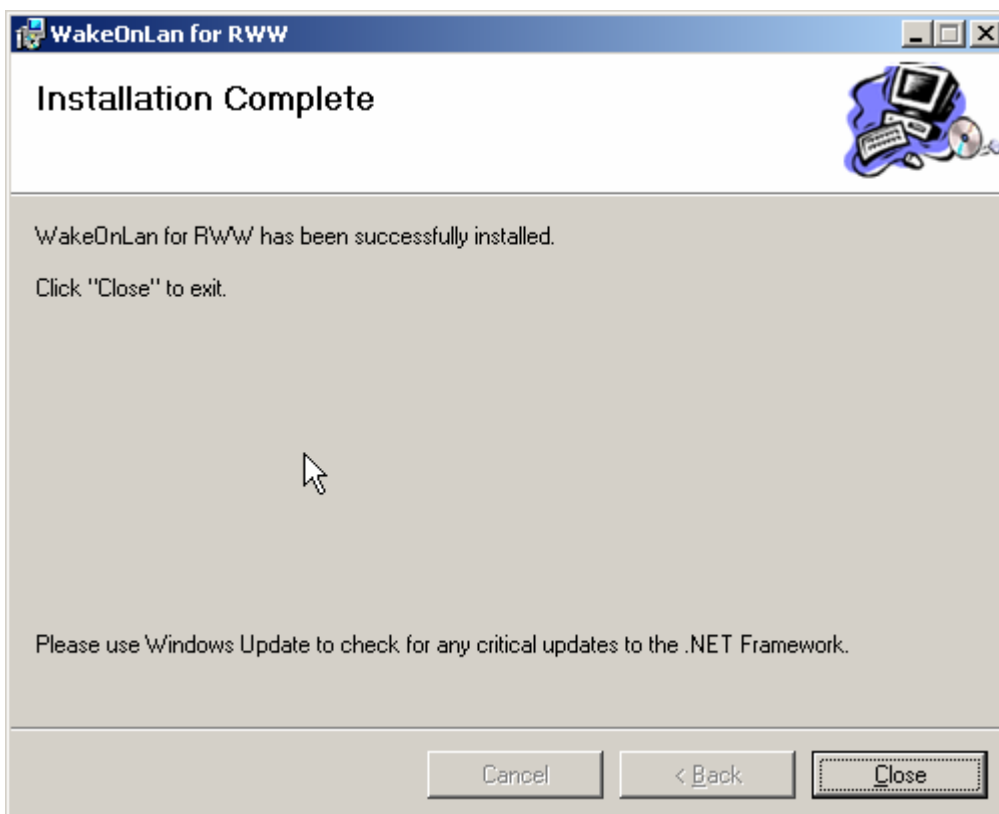 WakeOnLan for RWW
Installation Complete
WakeOnLan for RWW has been successfully installed.
Click "Close" to exit.
Please use Windows Update to check for any critical updates to the .NET Framework.
Cancel
< Back
Close